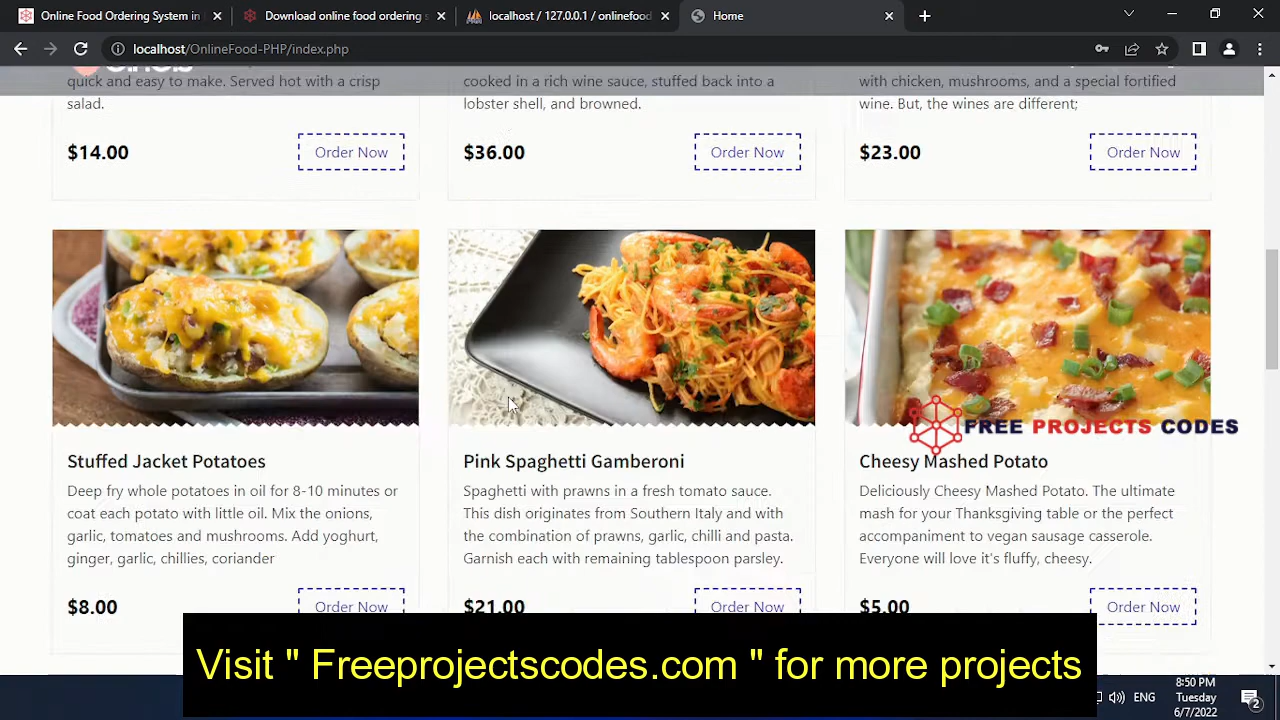 Food Ordering System in
Download online food ordering
localhost / 127.0.0.1 / onlinefood
Home
localhost/OnlineFood-PHP/index.php
quick and easy to make. Served hot with a crisp
salad.
cooked in a rich wine sauce, stuffed back into a
lobster shell, and browned.
with chicken, mushrooms, and a special fortified
wine. But, the wines are different;
$14.00
Order Now
$36.00
Order Now
$23.00
Order Now
FREE PROJECTS CODES
Stuffed Jacket Potatoes
Deep fry whole potatoes in oil for 8-10 minutes or
coat each potato with little oil. Mix the onions,
garlic, tomatoes and mushrooms. Add yoghurt,
ginger, garlic, chillies, coriander
Pink Spaghetti Gamberoni
Spaghetti with prawns in a fresh tomato sauce.
This dish originates from Southern Italy and with
the combination of prawns, garlic, chilli and pasta.
Garnish each with remaining tablespoon parsley.
Cheesy Mashed Potato
Deliciously Cheesy Mashed Potato. The ultimate
mash for your Thanksgiving table or the perfect
accompaniment to vegan sausage casserole.
Everyone will love it's fluffy, cheesy.
$8.00
Order Now
$21.00
Order Now
$5.00
Order Now
Visit " Freeprojectscodes.com " for more projects
ENG
8:50 PM
Tuesday
6/7/2022
2